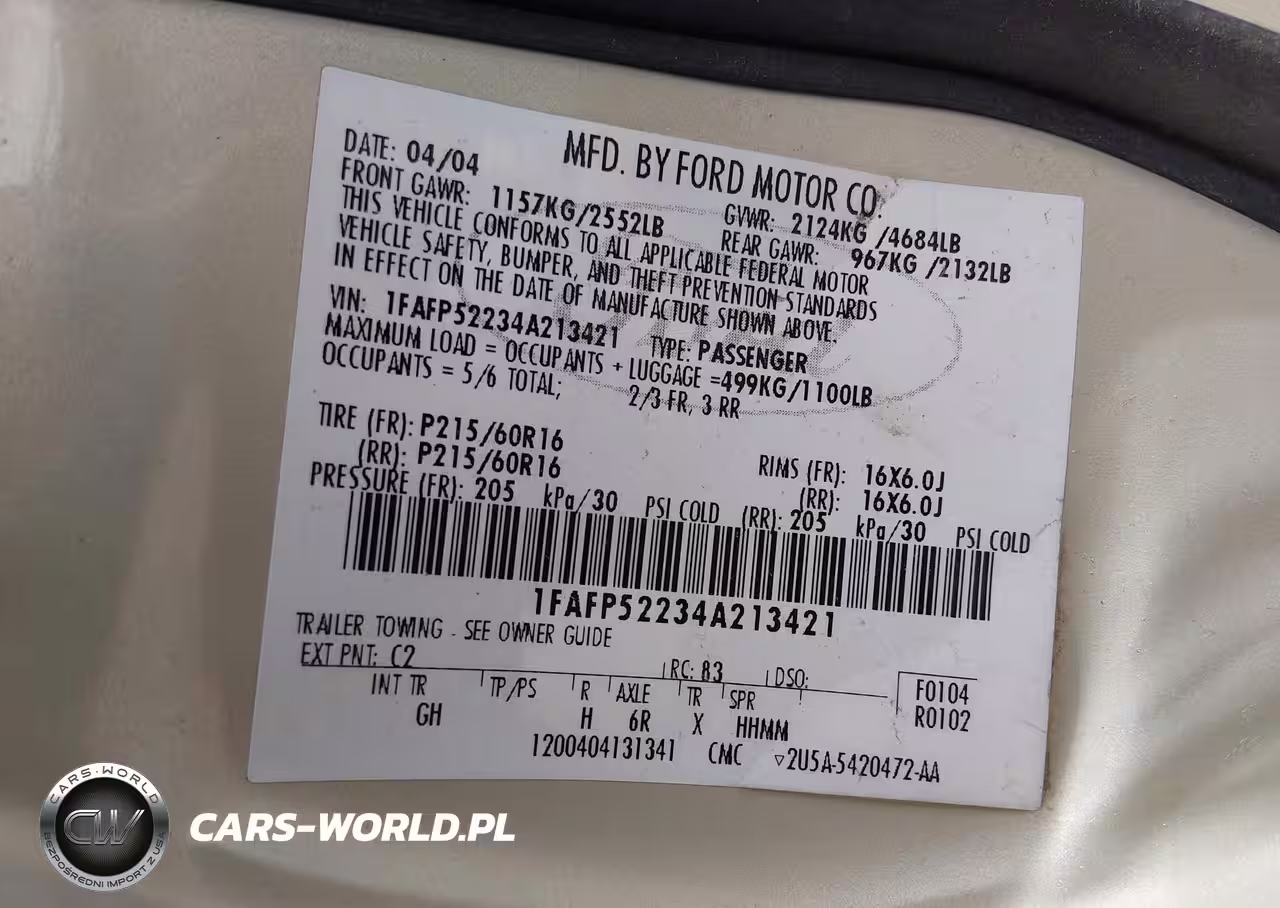 MFD. BY FORD MOTOR CO.
DATE: 04/04 GVWR: 2124KG /4684LB
FRONT GAWR: 1157KG/2552LB REAR GAWR: 967KG /2132LB
THIS VEHICLE CONFORMS TO ALL APPLICABLE FEDERAL MOTOR
VEHICLE SAFETY, BUMPER, AND THEFT PREVENTION STANDARDS
IN EFFECT ON THE DATE OF MANUFACTURE SHOWN ABOVE.
VIN: 1FAFP52234A213421 TYPE: PASSENGER
MAXIMUM LOAD = OCCUPANTS + LUGGAGE =499KG/1100LB
OCCUPANTS = 5/6 TOTAL; 2/3 FR, 3 RR
TIRE (FR): P215/60R16 RIMS (FR): 16X6.0J
(RR): P215/60R16 (RR): 16X6.0J
PRESSURE (FR): 205 kPa/30 PSI COLD (RR): 205 kPa/30 PSI COLD
1FAFP52234A213421
TRAILER TOWING - SEE OWNER GUIDE
EXT PNT: C2 RC: 83 DSO:
F0104
R0102
INT TR TP/PS R AXLE TR SPR
GH H 6R X HHMM
1200404131341 CMC ▽2U5A-5420472-AA
CARS-WORLD
CW
BEZPOŚREDNI IMPORT Z USA
CARS-WORLD.PL